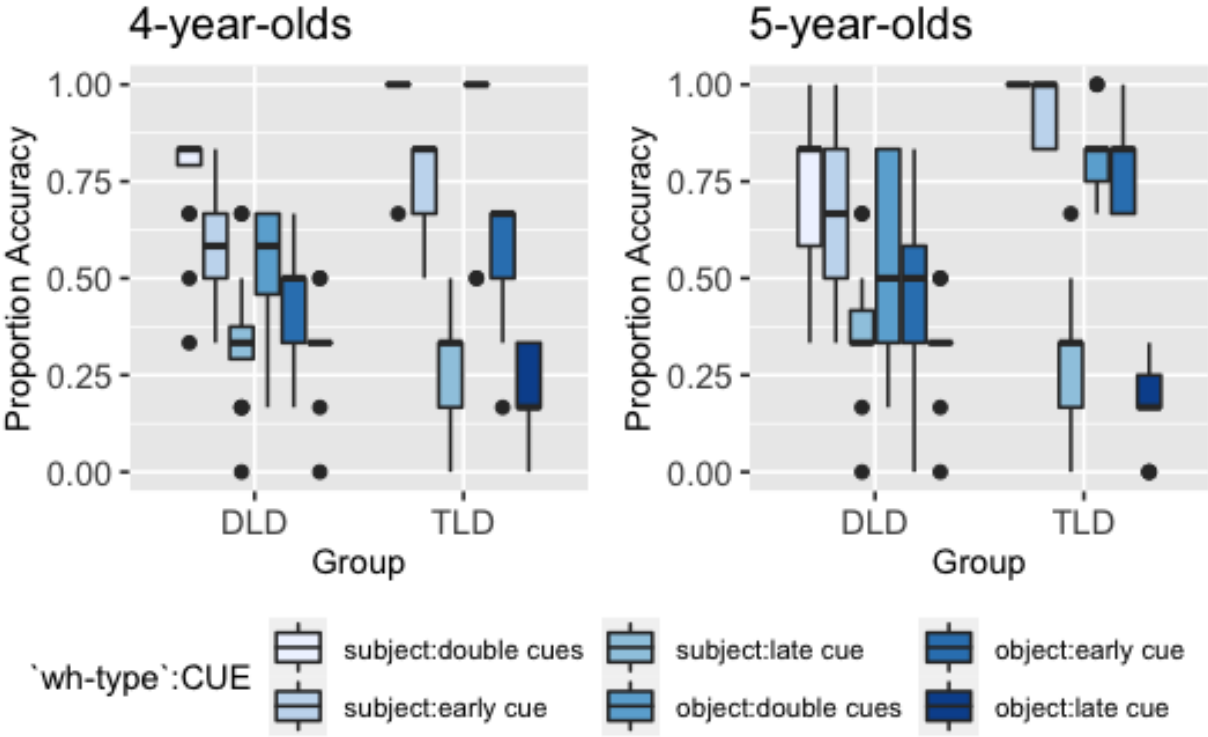 4-year-olds
5-year-olds
Proportion Accuracy
1.00
0.75
0.50
0.25
0.00
DLD
TLD
Group
Proportion Accuracy
1.00
0.75
0.50
0.25
0.00
DLD
TLD
Group
`wh-type`:CUE
subject:double cues
subject:late cue
object:early cue
subject:early cue
object:double cues
object:late cue